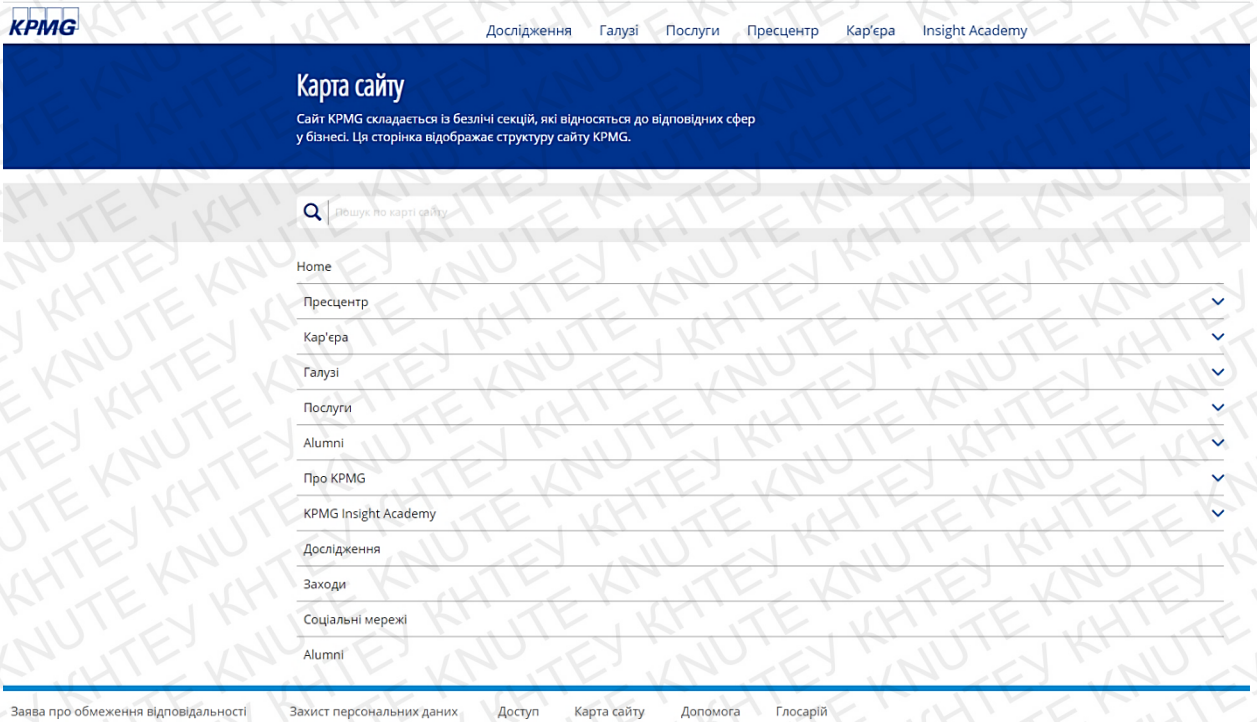 KPMG
Дослідження Галузі Послуги Пресцентр Кар'єра Insight Academy
Карта сайту
Сайт KPMG складається із безлічі секцій, які відносяться до відповідних сфер
у бізнесі. Ця сторінка відображає структуру сайту KPMG.
Пошук по карті сайту
Home
Пресцентр
Кар'єра
Галузі
Послуги
Alumni
Про KPMG
KPMG Insight Academy
Дослідження
Заходи
Соціальні мережі
Alumni
Заява про обмеження відповідальності Захист персональних даних Доступ Карта сайту Допомога Глосарій
КНТЕУ KNUTE